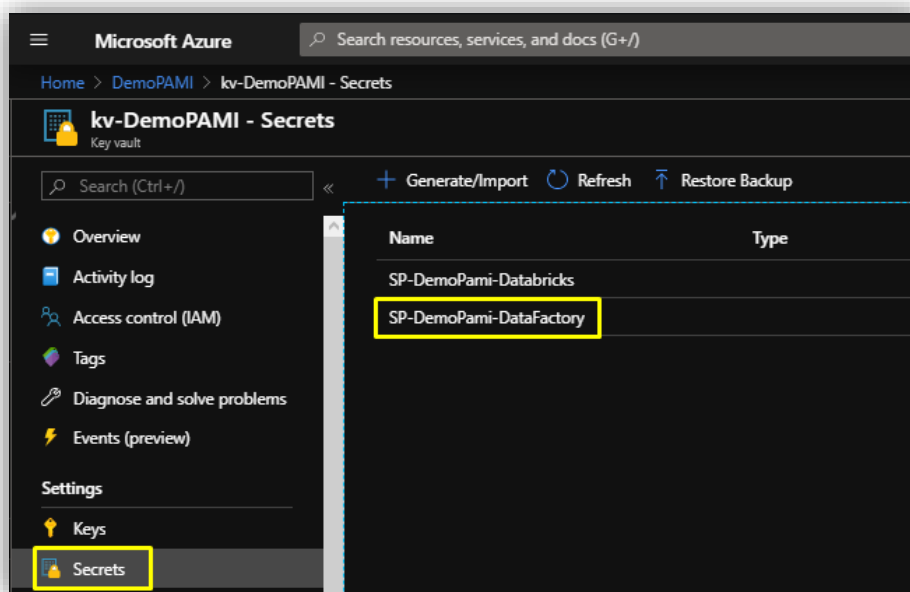 Microsoft Azure
Search resources, services, and docs (G+/)
Home > DemoPAMI > kv-DemoPAMI - Secrets
kv-DemoPAMI - Secrets
Key vault
Search (Ctrl+/)
«
Generate/Import
Refresh
Restore Backup
Overview
Activity log
Access control (IAM)
Tags
Diagnose and solve problems
Events (preview)
Settings
Keys
Secrets
Name
Type
SP-DemoPami-Databricks
SP-DemoPami-DataFactory